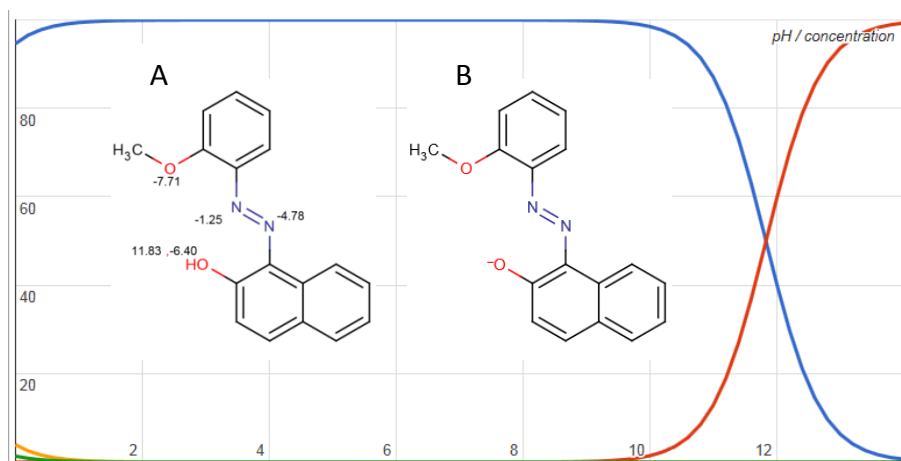 pH / concentration
A
B
80
H₃C
O
-7.71
H₃C
O
60
N
-1.25
N
-4.78
N
N
11.83 ,-6.40
HO
⁻O
40
20
2
4
6
8
10
12